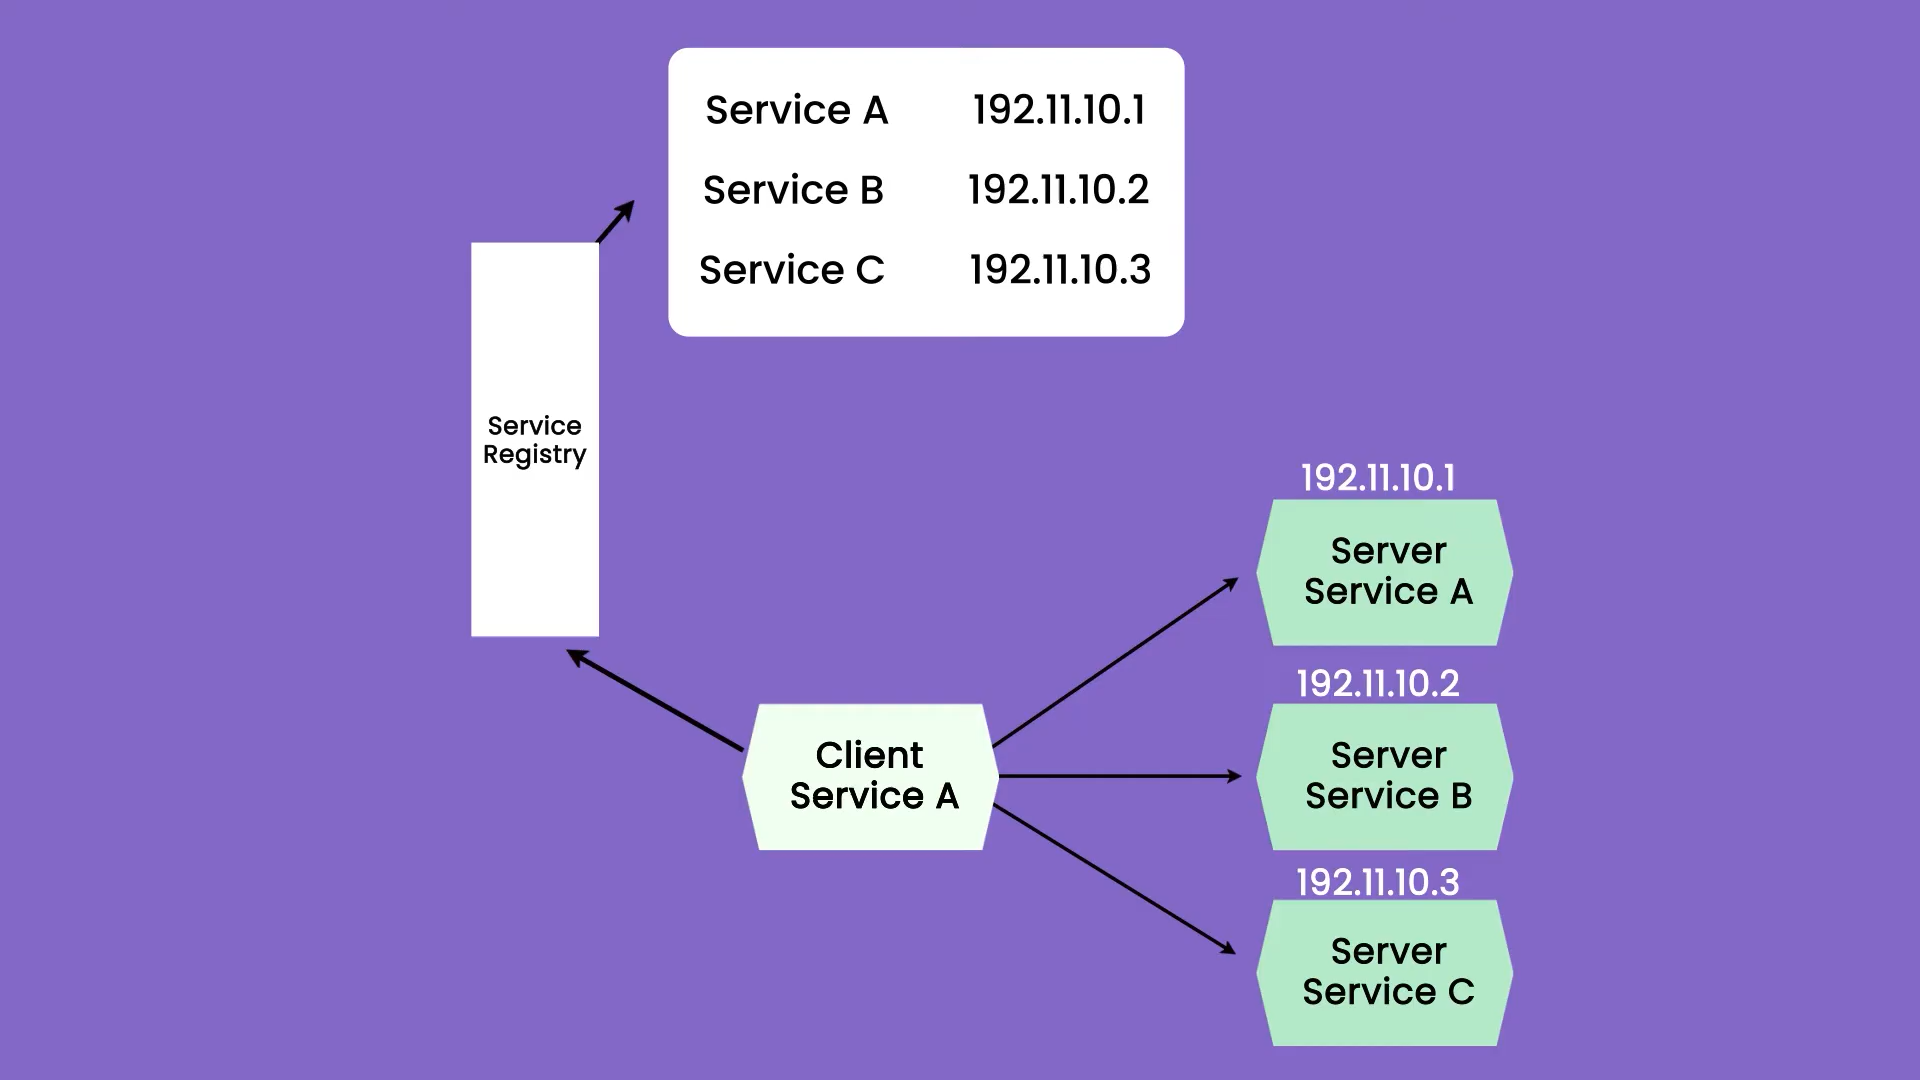 Service A 192.11.10.1
Service B 192.11.10.2
Service C 192.11.10.3
Service
Registry
192.11.10.1
Server
Service A
192.11.10.2
Client
Service A
Server
Service B
192.11.10.3
Server
Service C